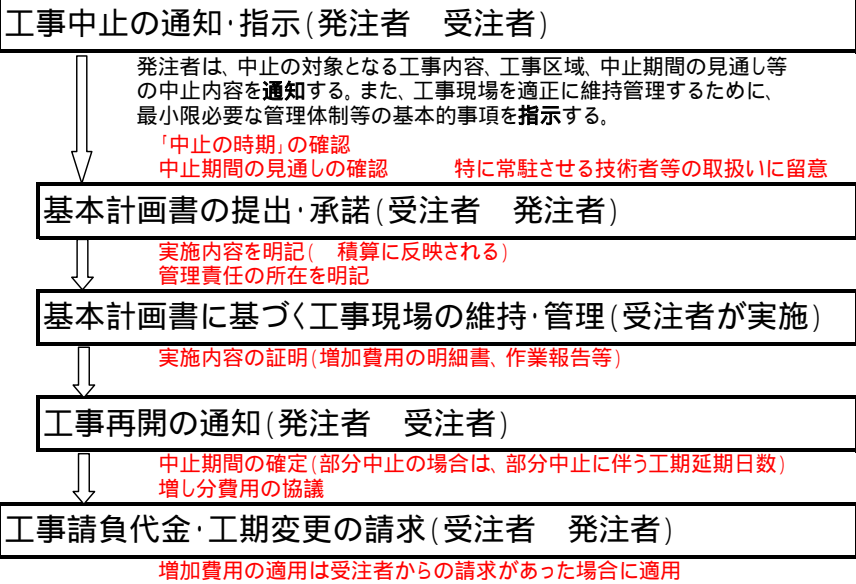 工事中止の通知・指示(発注者　受注者)
発注者は、中止の対象となる工事内容、工事区域、中止期間の見通し等
の中止内容を通知する。また、工事現場を適正に維持管理するために、
最小限必要な管理体制等の基本的事項を指示する。
「中止の時期」の確認
中止期間の見通しの確認　　　特に常駐させる技術者等の取扱いに留意
基本計画書の提出・承諾(受注者　発注者)
実施内容を明記(　積算に反映される)
管理責任の所在を明記
基本計画書に基づく工事現場の維持・管理(受注者が実施)
実施内容の証明(増加費用の明細書、作業報告等)
工事再開の通知(発注者　受注者)
中止期間の確定(部分中止の場合は、部分中止に伴う工期延期日数)
増し分費用の協議
工事請負代金・工期変更の請求(受注者　発注者)
増加費用の適用は受注者からの請求があった場合に適用